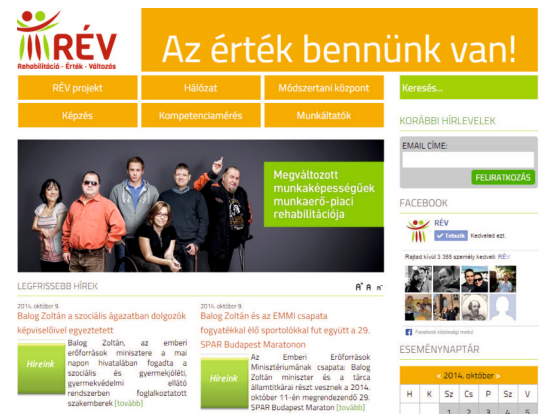 RÉV
Rehabilitáció · Érték · Változás
Az érték bennünk van!
RÉV projekt
Hálózat
Módszertani központ
Keresés...
Képzés
Kompetenciamérés
Munkáltatók
KORÁBBI HÍRLEVELEK
EMAIL CÍME:
FELIRATKOZÁS
Megváltozott
munkaképességűek
munkaerő-piaci
rehabilitációja
FACEBOOK
RÉV
Tetszik Kedveled ezt.
Rajtad kívül 3 388 személy kedveli: RÉV
Facebook közösségi modul
LEGFRISSEBB HÍREK
A+ A A-
2014. október 9.
Balog Zoltán a szociális ágazatban dolgozók
képviselőivel egyeztetett
Híreink
Balog Zoltán, az emberi
erőforrások minisztere a mai
napon hivatalában fogadta a
szociális és gyermekjóléti,
gyermekvédelmi ellátó
rendszerben foglalkoztatott
szakemberek [tovább]
2014. október 9.
Balog Zoltán és az EMMI csapata
fogyatékkal élő sportolókkal fut együtt a 29.
SPAR Budapest Maratonon
Híreink
Az Emberi Erőforrások
Minisztériumának csapata: Balog
Zoltán miniszter és a tárca
államtitkárai részt vesznek a 2014.
október 11-én megrendezendő 29.
SPAR Budapest Maraton [tovább]
ESEMÉNYNAPTÁR
< 2014. október >
H K Sz Cs P Sz V
1 2 3 4 5